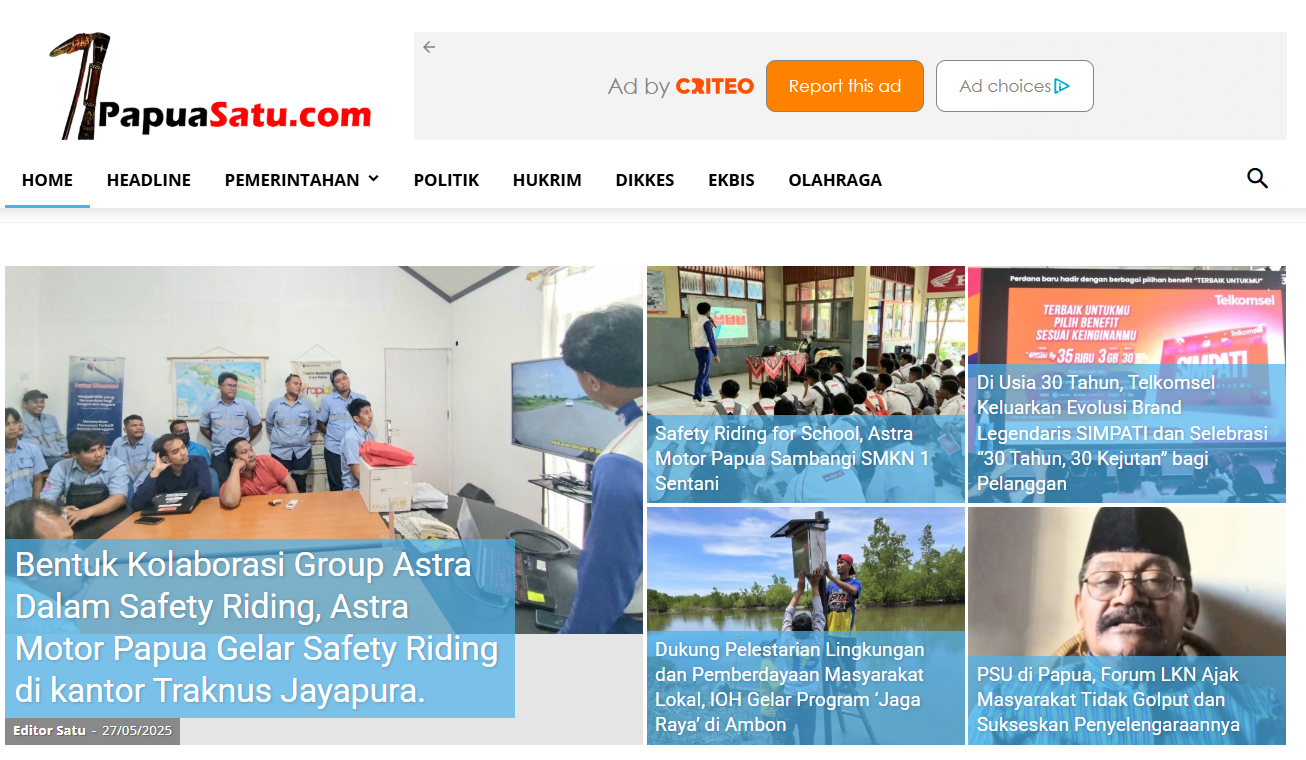 PapuaSatu.com
Ad by CRITEO
Report this ad
Ad choices
HOME
HEADLINE
PEMERINTAHAN
POLITIK
HUKRIM
DIKKES
EKBIS
OLAHRAGA
Bentuk Kolaborasi Group Astra
Dalam Safety Riding, Astra
Motor Papua Gelar Safety Riding
di kantor Traknus Jayapura.
Editor Satu - 27/05/2025
Safety Riding for School, Astra
Motor Papua Sambangi SMKN 1
Sentani
Perdana baru hadir dengan berbagai pilihan benefit “TERBAIK UNTUKMU”
TERBAIK UNTUKMU
PILIH BENEFIT
SESUAI KEINGINANMU
35 RIBU 3 GB 30
Telkomsel
Telkomsel
SIMPATI
Di Usia 30 Tahun, Telkomsel
Keluarkan Evolusi Brand
Legendaris SIMPATI dan Selebrasi
“30 Tahun, 30 Kejutan” bagi
Pelanggan
Dukung Pelestarian Lingkungan
dan Pemberdayaan Masyarakat
Lokal, IOH Gelar Program ‘Jaga
Raya’ di Ambon
PSU di Papua, Forum LKN Ajak
Masyarakat Tidak Golput dan
Sukseskan Penyelengaraannya